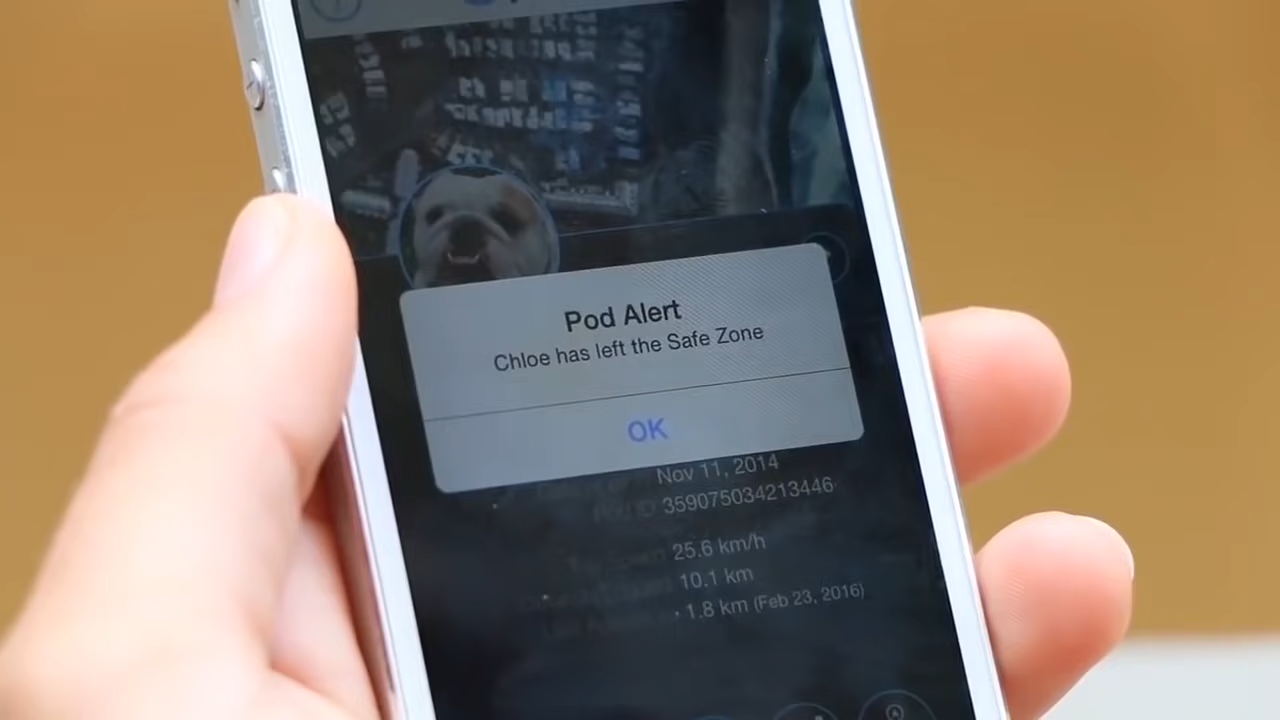 Pod Alert
Chloe has left the Safe Zone
OK
Nov 11, 2014
359075034213446
25.6 km/h
10.1 km
1.8 km (Feb 23, 2016)